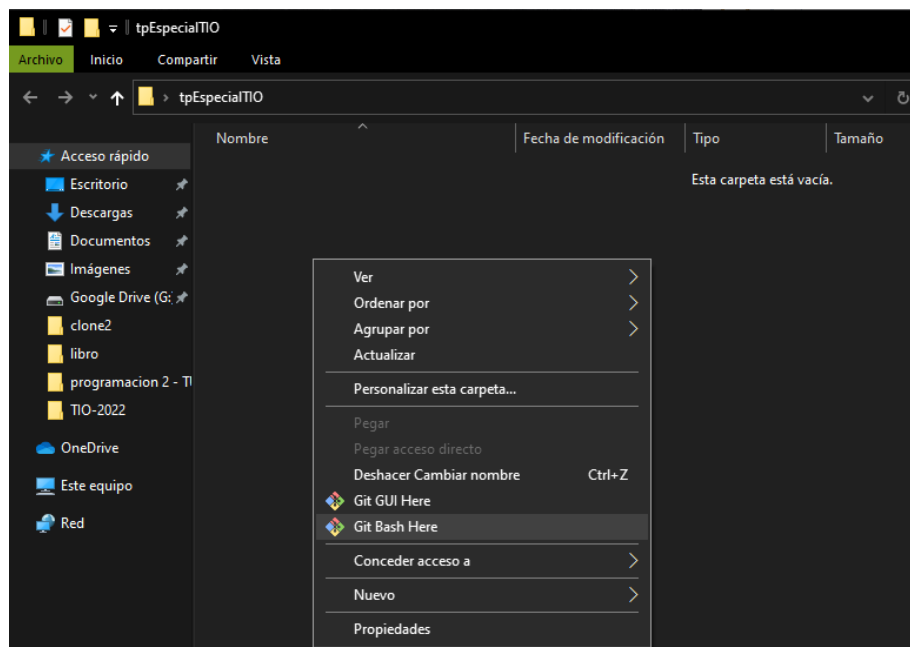 tpEspecialTIO
Archivo Inicio Compartir Vista
tpEspecialTIO
Nombre Fecha de modificación Tipo Tamaño
Esta carpeta está vacía.
Acceso rápido
Escritorio
Descargas
Documentos
Imágenes
Google Drive (G:
clone2
libro
programacion 2 - TU
TIO-2022
OneDrive
Este equipo
Red
Ver
Ordenar por
Agrupar por
Actualizar
Personalizar esta carpeta...
Pegar
Pegar acceso directo
Deshacer Cambiar nombre Ctrl+Z
Git GUI Here
Git Bash Here
Conceder acceso a
Nuevo
Propiedades